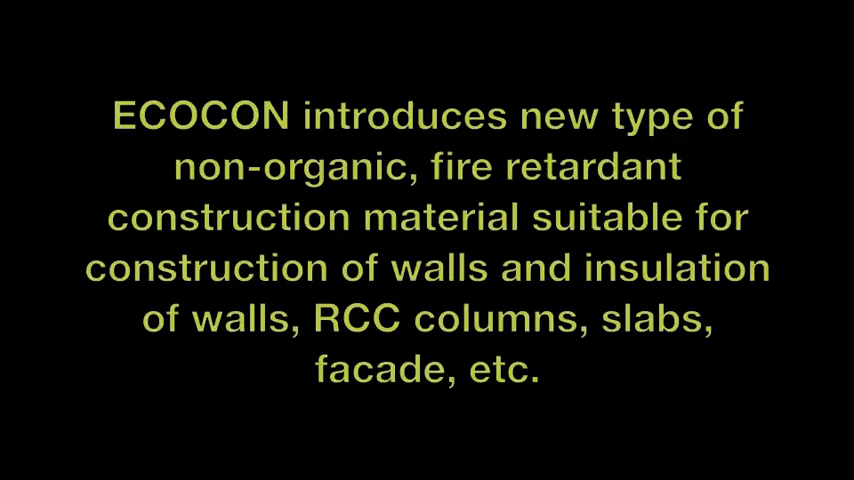 ECOCON introduces new type of
non-organic, fire retardant
construction material suitable for
construction of walls and insulation
of walls, RCC columns, slabs,
facade, etc.